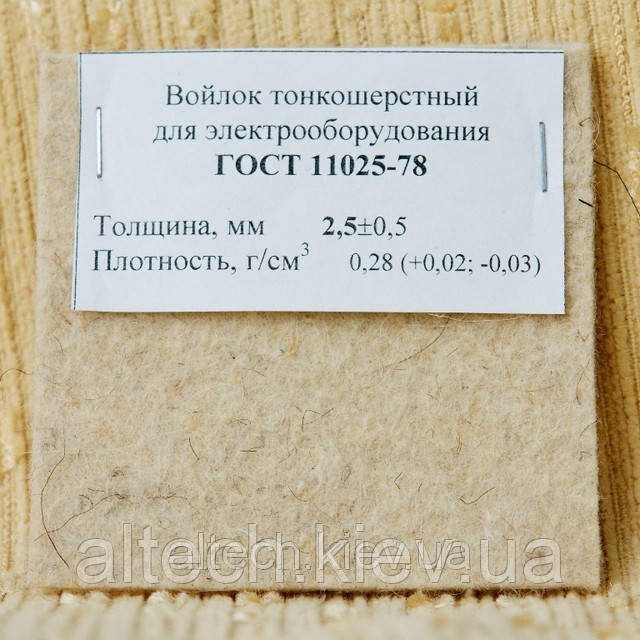 Войлок тонкошерстный
для электрооборудования
ГОСТ 11025-78
Толщина, мм 2,5±0,5
Плотность, г/см³ 0,28 (+0,02; -0,03)
altech.kiev.ua